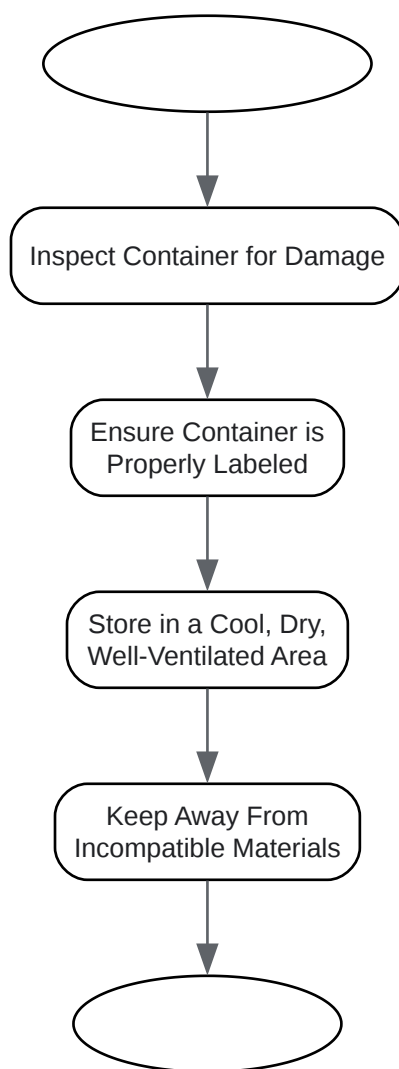 Inspect Container for Damage
Ensure Container is
Properly Labeled
Store in a Cool, Dry,
Well-Ventilated Area
Keep Away From
Incompatible Materials